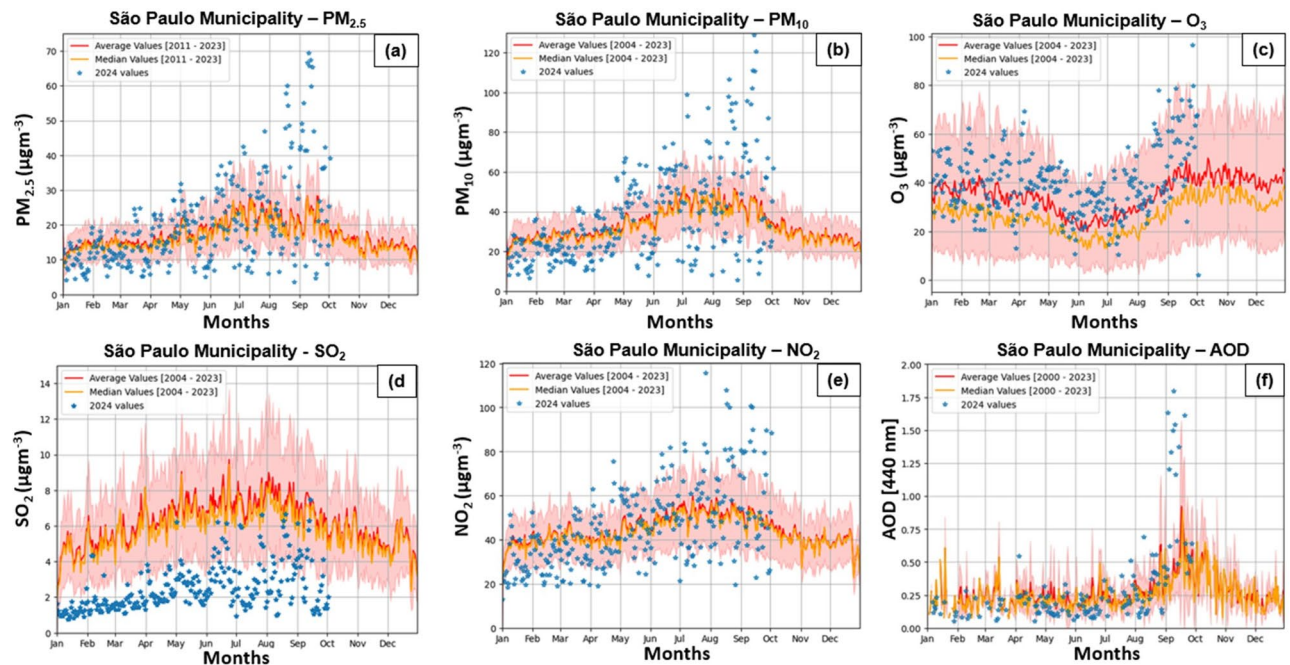 São Paulo Municipality – PM2.5
(a)
Average Values [2011 - 2023]
Median Values [2011 - 2023]
2024 values
PM2.5 (µgm-3)
70
60
50
40
30
20
10
0
Jan Feb Mar Apr May Jun Jul Aug Sep Oct Nov Dec
Months
São Paulo Municipality – PM10
(b)
Average Values [2004 - 2023]
Median Values [2004 - 2023]
2024 values
PM10 (µgm-3)
120
100
80
60
40
20
0
Jan Feb Mar Apr May Jun Jul Aug Sep Oct Nov Dec
Months
São Paulo Municipality – O3
(c)
Average Values [2004 - 2023]
Median Values [2004 - 2023]
2024 values
O3 (µgm-3)
100
80
60
40
20
0
Jan Feb Mar Apr May Jun Jul Aug Sep Oct Nov Dec
Months
São Paulo Municipality - SO2
(d)
Average Values [2004 - 2023]
Median Values [2004 - 2023]
2024 values
SO2 (µgm-3)
14
12
10
8
6
4
2
0
Jan Feb Mar Apr May Jun Jul Aug Sep Oct Nov Dec
Months
São Paulo Municipality – NO2
(e)
Average Values [2004 - 2023]
Median Values [2004 - 2023]
2024 values
NO2 (µgm-3)
120
100
80
60
40
20
0
Jan Feb Mar Apr May Jun Jul Aug Sep Oct Nov Dec
Months
São Paulo Municipality – AOD
(f)
Average Values [2000 - 2023]
Median Values [2000 - 2023]
2024 values
AOD [440 nm]
2.00
1.75
1.50
1.25
1.00
0.75
0.50
0.25
0.00
Jan Feb Mar Apr May Jun Jul Aug Sep Oct Nov Dec
Months